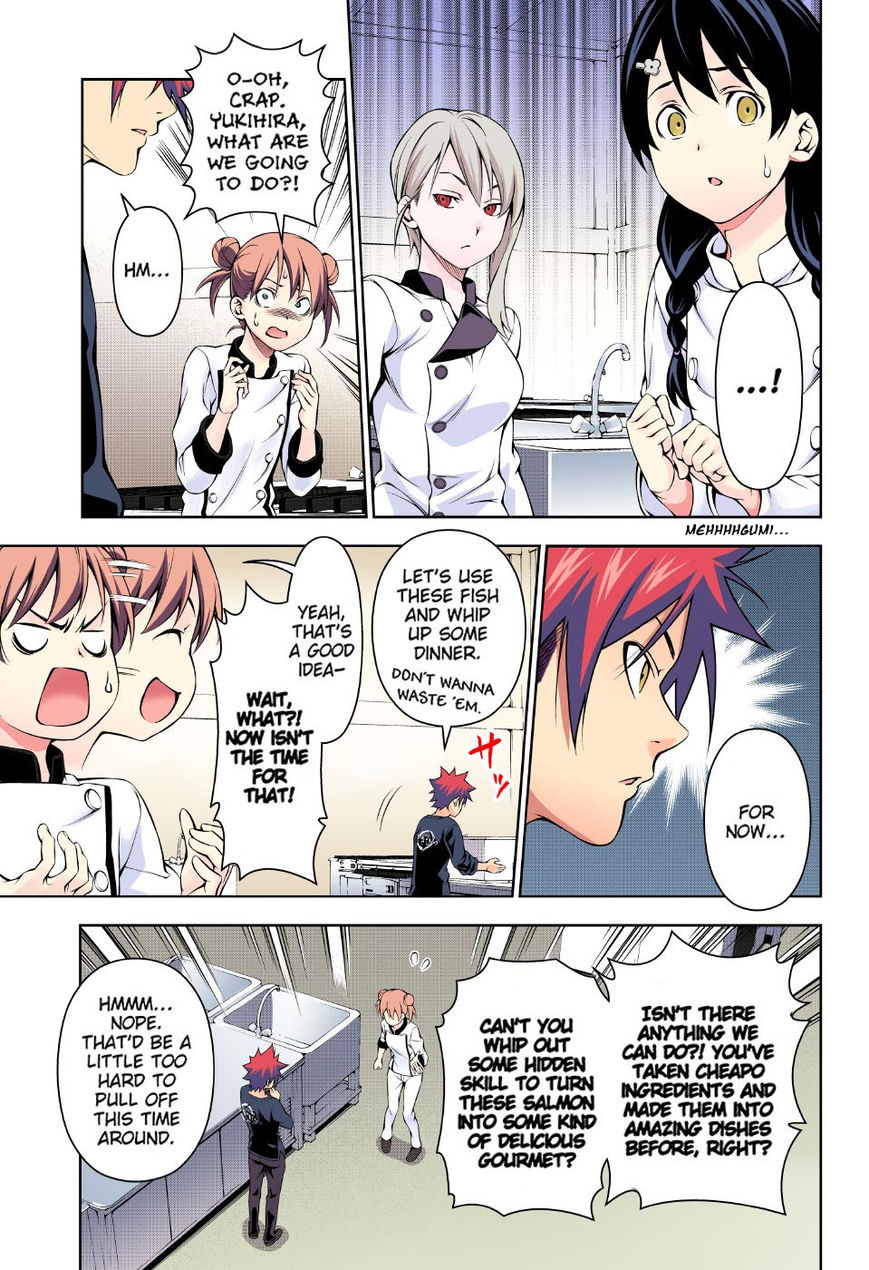 ...!
MEHHHHGUMI...
O-OH,
CRAP.
YUKIHIRA,
WHAT ARE
WE GOING
TO DO?!
HM...
FOR
NOW...
LET'S USE
THESE FISH
AND WHIP
UP SOME
DINNER.
DON'T WANNA
WASTE 'EM.
サッ
YEAH,
THAT'S
A GOOD
IDEA-
WAIT,
WHAT?!
NOW ISN'T
THE TIME
FOR
THAT!
ISN'T THERE
ANYTHING WE
CAN DO?! YOU'VE
TAKEN CHEAPO
INGREDIENTS AND
MADE THEM INTO
AMAZING DISHES
BEFORE, RIGHT?
CAN'T YOU
WHIP OUT
SOME HIDDEN
SKILL TO TURN
THESE SALMON
INTO SOME KIND
OF DELICIOUS
GOURMET?
HMMM...
NOPE.
THAT'D BE A
LITTLE TOO
HARD TO
PULL OFF
THIS TIME
AROUND.